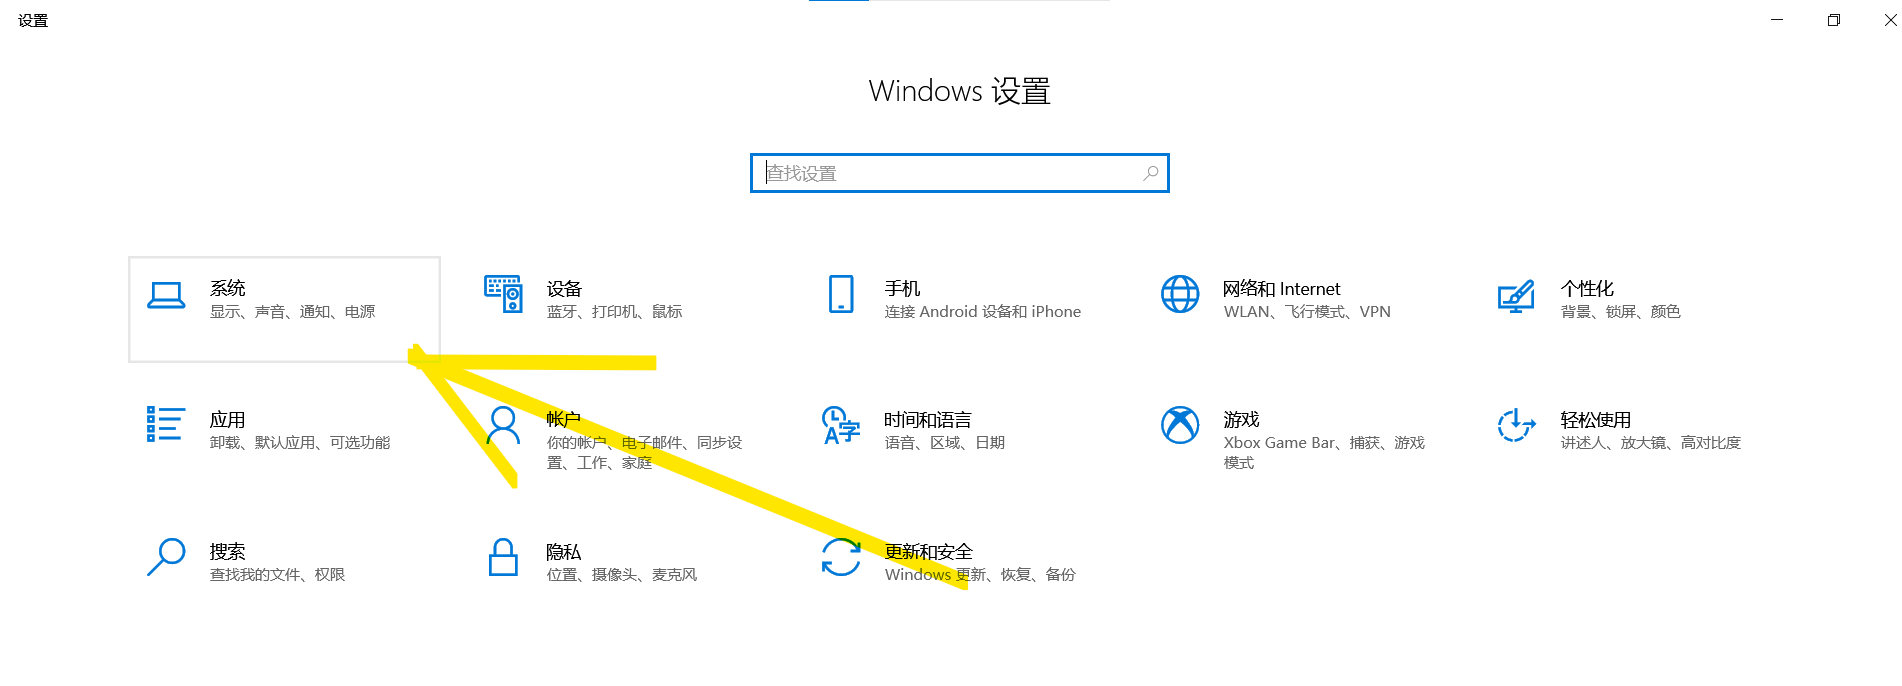 设置
Windows 设置
查找设置
系统
显示、声音、通知、电源
设备
蓝牙、打印机、鼠标
手机
连接 Android 设备和 iPhone
网络和 Internet
WLAN、飞行模式、VPN
个性化
背景、锁屏、颜色
应用
卸载、默认应用、可选功能
帐户
你的帐户、电子邮件、同步设
置、工作、家庭
时间和语言
语音、区域、日期
游戏
Xbox Game Bar、捕获、游戏
模式
轻松使用
讲述人、放大镜、高对比度
搜索
查找我的文件、权限
隐私
位置、摄像头、麦克风
更新和安全
Windows 更新、恢复、备份